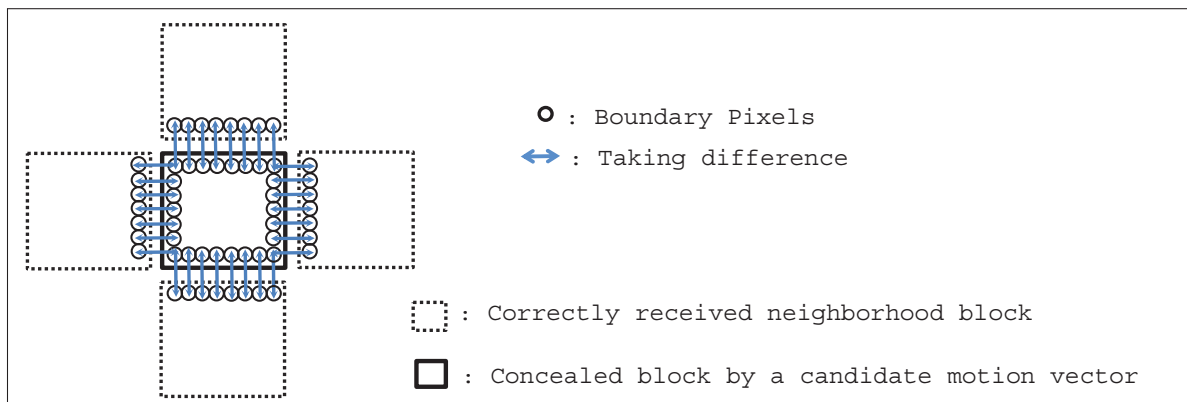 : Boundary Pixels
: Taking difference
: Correctly received neighborhood block
: Concealed block by a candidate motion vector